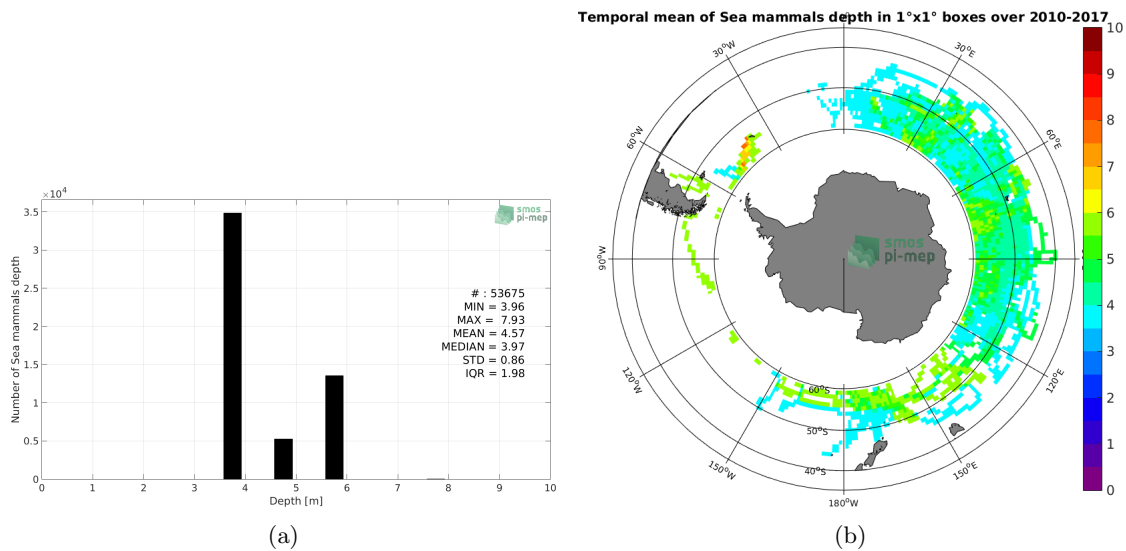 Temporal mean of Sea mammals depth in 1°x1° boxes over 2010-2017
×10⁴
3.5
3
2.5
2
1.5
1
0.5
0
Number of Sea mammals depth
smos
pi-mep
# : 53675
MIN = 3.96
MAX = 7.93
MEAN = 4.57
MEDIAN = 3.97
STD = 0.86
IQR = 1.98
0 1 2 3 4 5 6 7 8 9 10
Depth [m]
(a)
30°W
30°E
60°W
60°E
90°W
120°W
120°E
150°W
150°E
180°W
60°S
50°S
40°S
smos
pi-mep
10
9
8
7
6
5
4
3
2
1
0
(b)